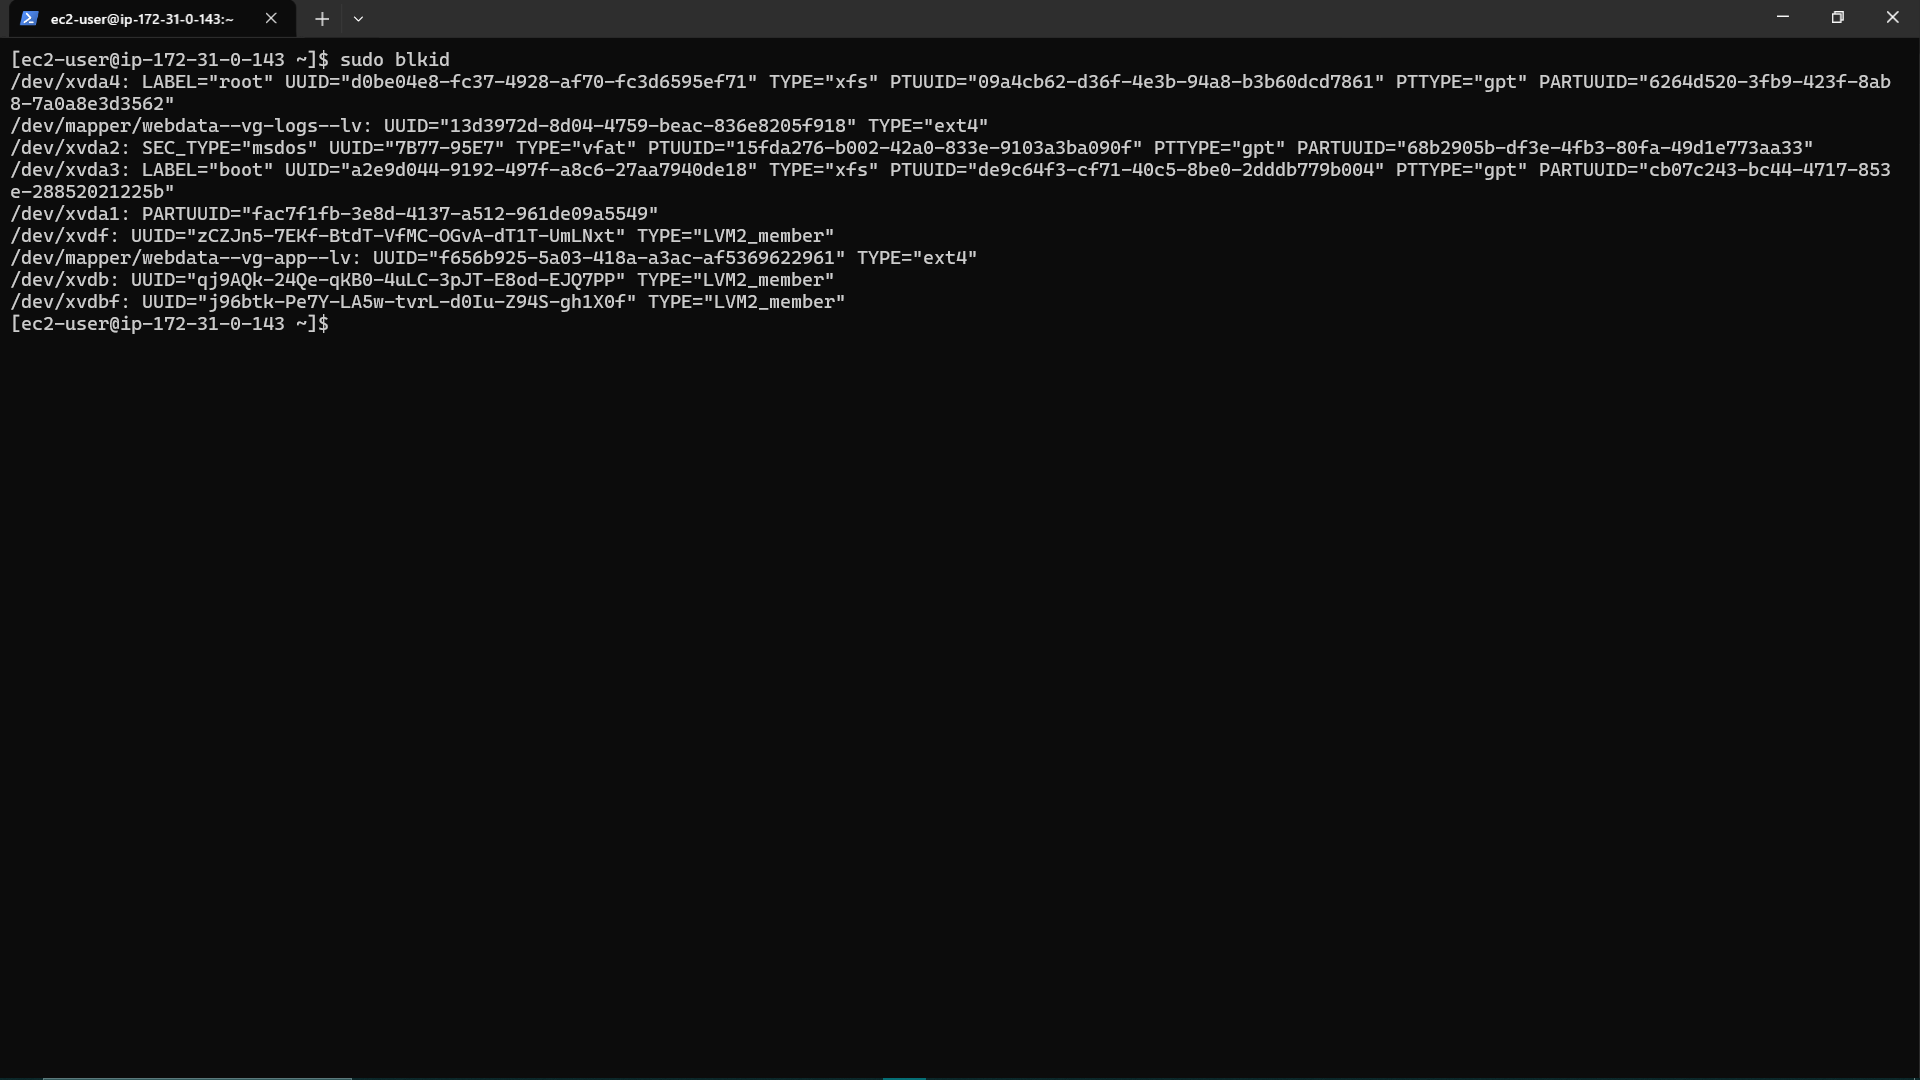 ec2-user@ip-172-31-0-143:~
[ec2-user@ip-172-31-0-143 ~]$ sudo blkid
/dev/xvda4: LABEL="root" UUID="d0be04e8-fc37-4928-af70-fc3d6595ef71" TYPE="xfs" PTUUID="09a4cb62-d36f-4e3b-94a8-b3b60dcd7861" PTTYPE="gpt" PARTUUID="6264d520-3fb9-423f-8ab
8-7a0a8e3d3562"
/dev/mapper/webdata--vg-logs--lv: UUID="13d3972d-8d04-4759-beac-836e8205f918" TYPE="ext4"
/dev/xvda2: SEC_TYPE="msdos" UUID="7B77-95E7" TYPE="vfat" PTUUID="15fda276-b002-42a0-833e-9103a3ba090f" PTTYPE="gpt" PARTUUID="68b2905b-df3e-4fb3-80fa-49d1e773aa33"
/dev/xvda3: LABEL="boot" UUID="a2e9d044-9192-497f-a8c6-27aa7940de18" TYPE="xfs" PTUUID="de9c64f3-cf71-40c5-8be0-2dddb779b004" PTTYPE="gpt" PARTUUID="cb07c243-bc44-4717-853
e-28852021225b"
/dev/xvda1: PARTUUID="fac7f1fb-3e8d-4137-a512-961de09a5549"
/dev/xvdf: UUID="zCZJn5-7EKf-BtdT-VfMC-OGvA-dT1T-UmLNxt" TYPE="LVM2_member"
/dev/mapper/webdata--vg-app--lv: UUID="f656b925-5a03-418a-a3ac-af5369622961" TYPE="ext4"
/dev/xvdb: UUID="qj9AQk-24Qe-qKB0-4uLC-3pJT-E8od-EJQ7PP" TYPE="LVM2_member"
/dev/xvdbf: UUID="j96btk-Pe7Y-LA5w-tvrL-d0Iu-Z94S-gh1X0f" TYPE="LVM2_member"
[ec2-user@ip-172-31-0-143 ~]$